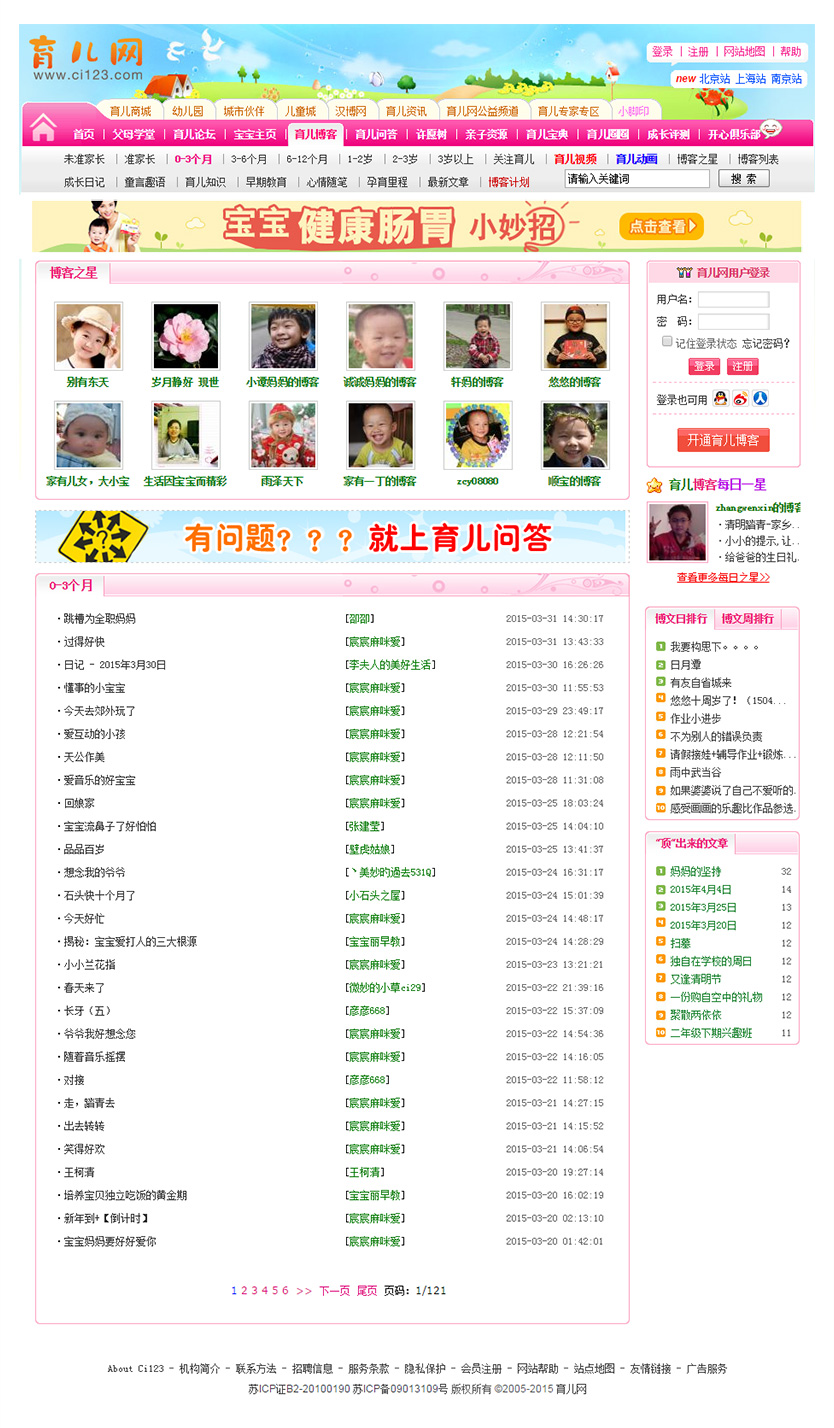 育儿网
www.ci123.com
登录 | 注册 | 网站地图 | 帮助
new 北京站 上海站 南京站
育儿商城 幼儿园 城市伙伴 儿童城 汉博网 育儿资讯 育儿网公益频道 育儿专家专区 小脚印
首页 | 父母学堂 | 育儿论坛 | 宝宝主页 | 育儿博客 | 育儿问答 | 许愿树 | 亲子资源 | 育儿宝典 | 育儿圈圈 | 成长评测 | 开心俱乐部
未准家长 | 准家长 | 0-3个月 | 3-6个月 | 6-12个月 | 1-2岁 | 2-3岁 | 3岁以上 | 关注育儿 | 育儿视频 | 育儿动画 | 博客之星 | 博客列表
成长日记 | 童言趣语 | 育儿知识 | 早期教育 | 心情随笔 | 孕育里程 | 最新文章 | 博客计划 请输入关键词 搜 索
宝宝健康肠胃小妙招 点击查看
博客之星
别有东天 岁月静好 现世 小谭妈妈的博客 诚诚妈妈的博客 轩妈的博客 悠悠的博客
家有儿女，大小宝 生活因宝宝而精彩 雨泽天下 家有一丁的博客 zcy08080 顺宝的博客
有问题？？？就上育儿问答
0-3个月
·跳槽为全职妈妈 [邵邵] 2015-03-31 14:30:17
·过得好快 [宸宸麻咪爱] 2015-03-31 13:43:33
·日记 - 2015年3月30日 [李夫人的美好生活] 2015-03-30 16:26:26
·懂事的小宝宝 [宸宸麻咪爱] 2015-03-30 11:55:53
·今天去郊外玩了 [宸宸麻咪爱] 2015-03-29 23:49:17
·爱互动的小孩 [宸宸麻咪爱] 2015-03-28 12:21:54
·天公作美 [宸宸麻咪爱] 2015-03-28 12:11:50
·爱音乐的好宝宝 [宸宸麻咪爱] 2015-03-28 11:31:08
·回娘家 [宸宸麻咪爱] 2015-03-25 18:03:24
·宝宝流鼻子了好怕怕 [张建莹] 2015-03-25 14:04:10
·品品百岁 [壁虎姑娘] 2015-03-25 13:41:37
·想念我的爷爷 [丶美妙旳過去531Q] 2015-03-24 16:31:17
·石头快十个月了 [小石头之屋] 2015-03-24 15:01:39
·今天好忙 [宸宸麻咪爱] 2015-03-24 14:48:17
·揭秘：宝宝爱打人的三大根源 [宝宝丽早教] 2015-03-24 14:28:29
·小小兰花指 [宸宸麻咪爱] 2015-03-23 13:21:21
·春天来了 [微妙的小草ci29] 2015-03-22 21:39:16
·长牙（五） [彦彦668] 2015-03-22 15:37:09
·爷爷我好想念您 [宸宸麻咪爱] 2015-03-22 14:54:36
·随着音乐摇摆 [宸宸麻咪爱] 2015-03-22 14:16:05
·对接 [彦彦668] 2015-03-22 11:58:12
·走，踏青去 [宸宸麻咪爱] 2015-03-21 14:27:15
·出去转转 [宸宸麻咪爱] 2015-03-21 14:15:52
·笑得好欢 [宸宸麻咪爱] 2015-03-21 14:06:54
·王柯清 [王柯清] 2015-03-20 19:27:14
·培养宝贝独立吃饭的黄金期 [宝宝丽早教] 2015-03-20 16:02:19
·新年到+【倒计时】 [宸宸麻咪爱] 2015-03-20 02:13:10
·宝宝妈妈要好好爱你 [宸宸麻咪爱] 2015-03-20 01:42:01
1 2 3 4 5 6 >> 下一页 尾页 页码：1/121
育儿网用户登录
用户名：
密 码：
记住登录状态 忘记密码?
登录 注册
登录也可用
开通育儿博客
育儿博客每日一星
zhangwenxin的博客
·清明踏青-家乡.
·小小的提示,让.
·给爸爸的生日礼.
查看更多每日之星>>
博文日排行 博文周排行
1 我要构思下。。。。
2 日月潭
3 有友自省城来
4 悠悠十周岁了！（1504...
5 作业小进步
6 不为别人的错误负责
7 请假接娃+辅导作业+锻炼...
8 雨中武当谷
9 如果婆婆说了自己不爱听的.
10 感受画画的乐趣比作品参选.
"顶"出来的文章
1 妈妈的坚持 32
2 2015年4月4日 14
3 2015年3月25日 13
4 2015年3月20日 12
5 扫墓 12
6 独自在学校的周日 12
7 又逢清明节 12
8 一份购自空中的礼物 12
9 聚散两依依 12
10 二年级下期兴趣班 11
About Ci123 - 机构简介 - 联系方法 - 招聘信息 - 服务条款 - 隐私保护 - 会员注册 - 网站帮助 - 站点地图 - 友情链接 - 广告服务
苏ICP证B2-20100190 苏ICP备09013109号 版权所有 ©2005-2015 育儿网